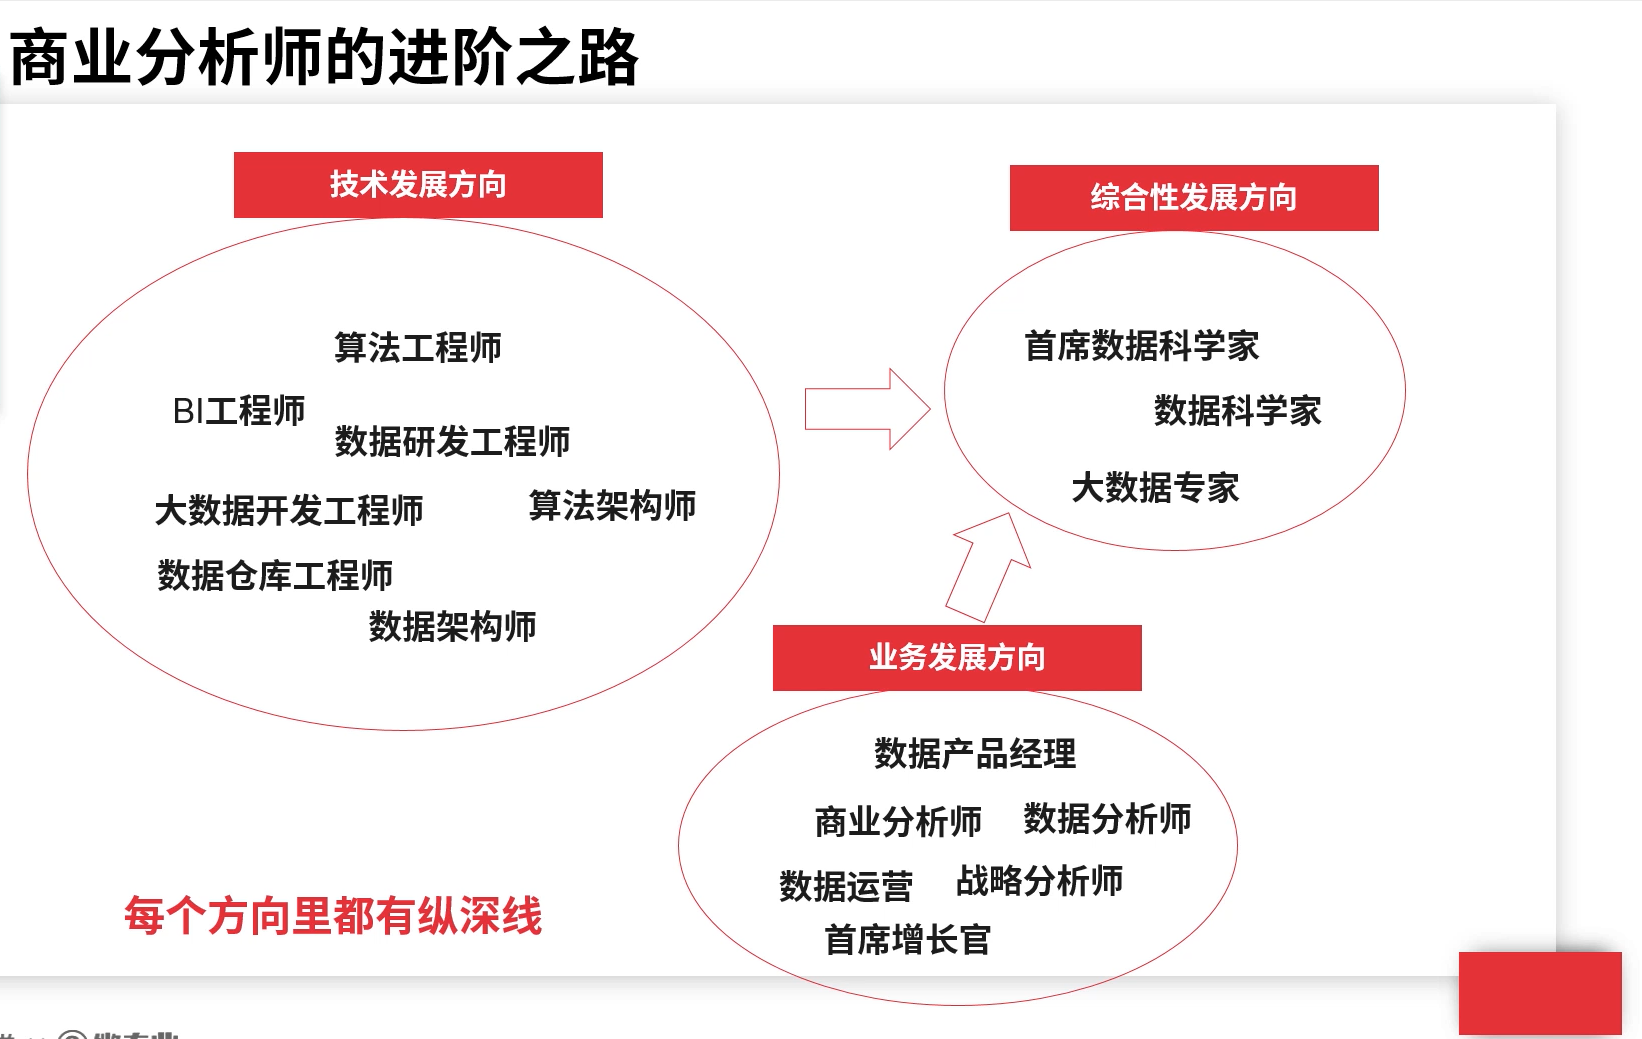 商业分析师的进阶之路
技术发展方向
算法工程师
BI工程师
数据研发工程师
大数据开发工程师
算法架构师
数据仓库工程师
数据架构师
综合性发展方向
首席数据科学家
数据科学家
大数据专家
业务发展方向
数据产品经理
商业分析师 数据分析师
数据运营 战略分析师
首席增长官
每个方向里都有纵深线